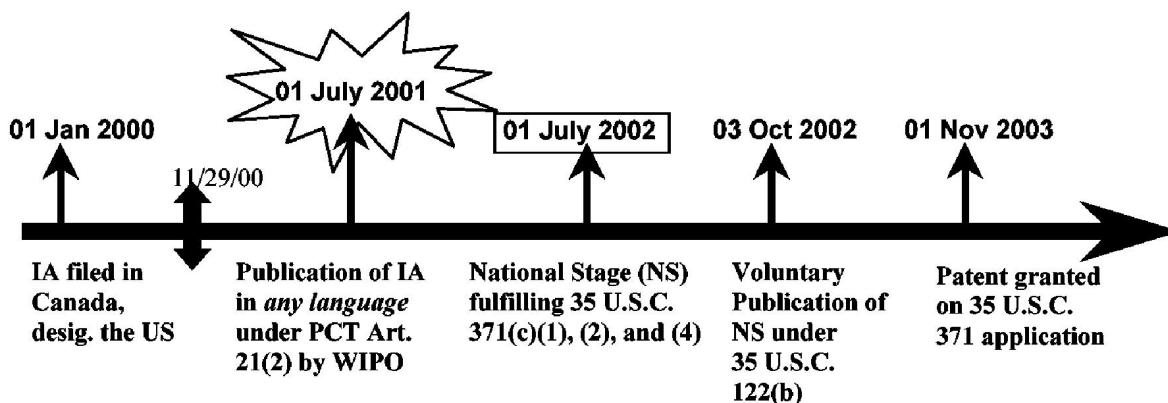 01 July 2001
01 Jan 2000
01 July 2002
03 Oct 2002
01 Nov 2003
11/29/00
IA filed in
Canada,
desig. the US
Publication of IA
in any language
under PCT Art.
21(2) by WIPO
National Stage (NS)
fulfilling 35 U.S.C.
371(c)(1), (2), and (4)
Voluntary
Publication of
NS under
35 U.S.C.
122(b)
Patent granted
on 35 U.S.C.
371 application